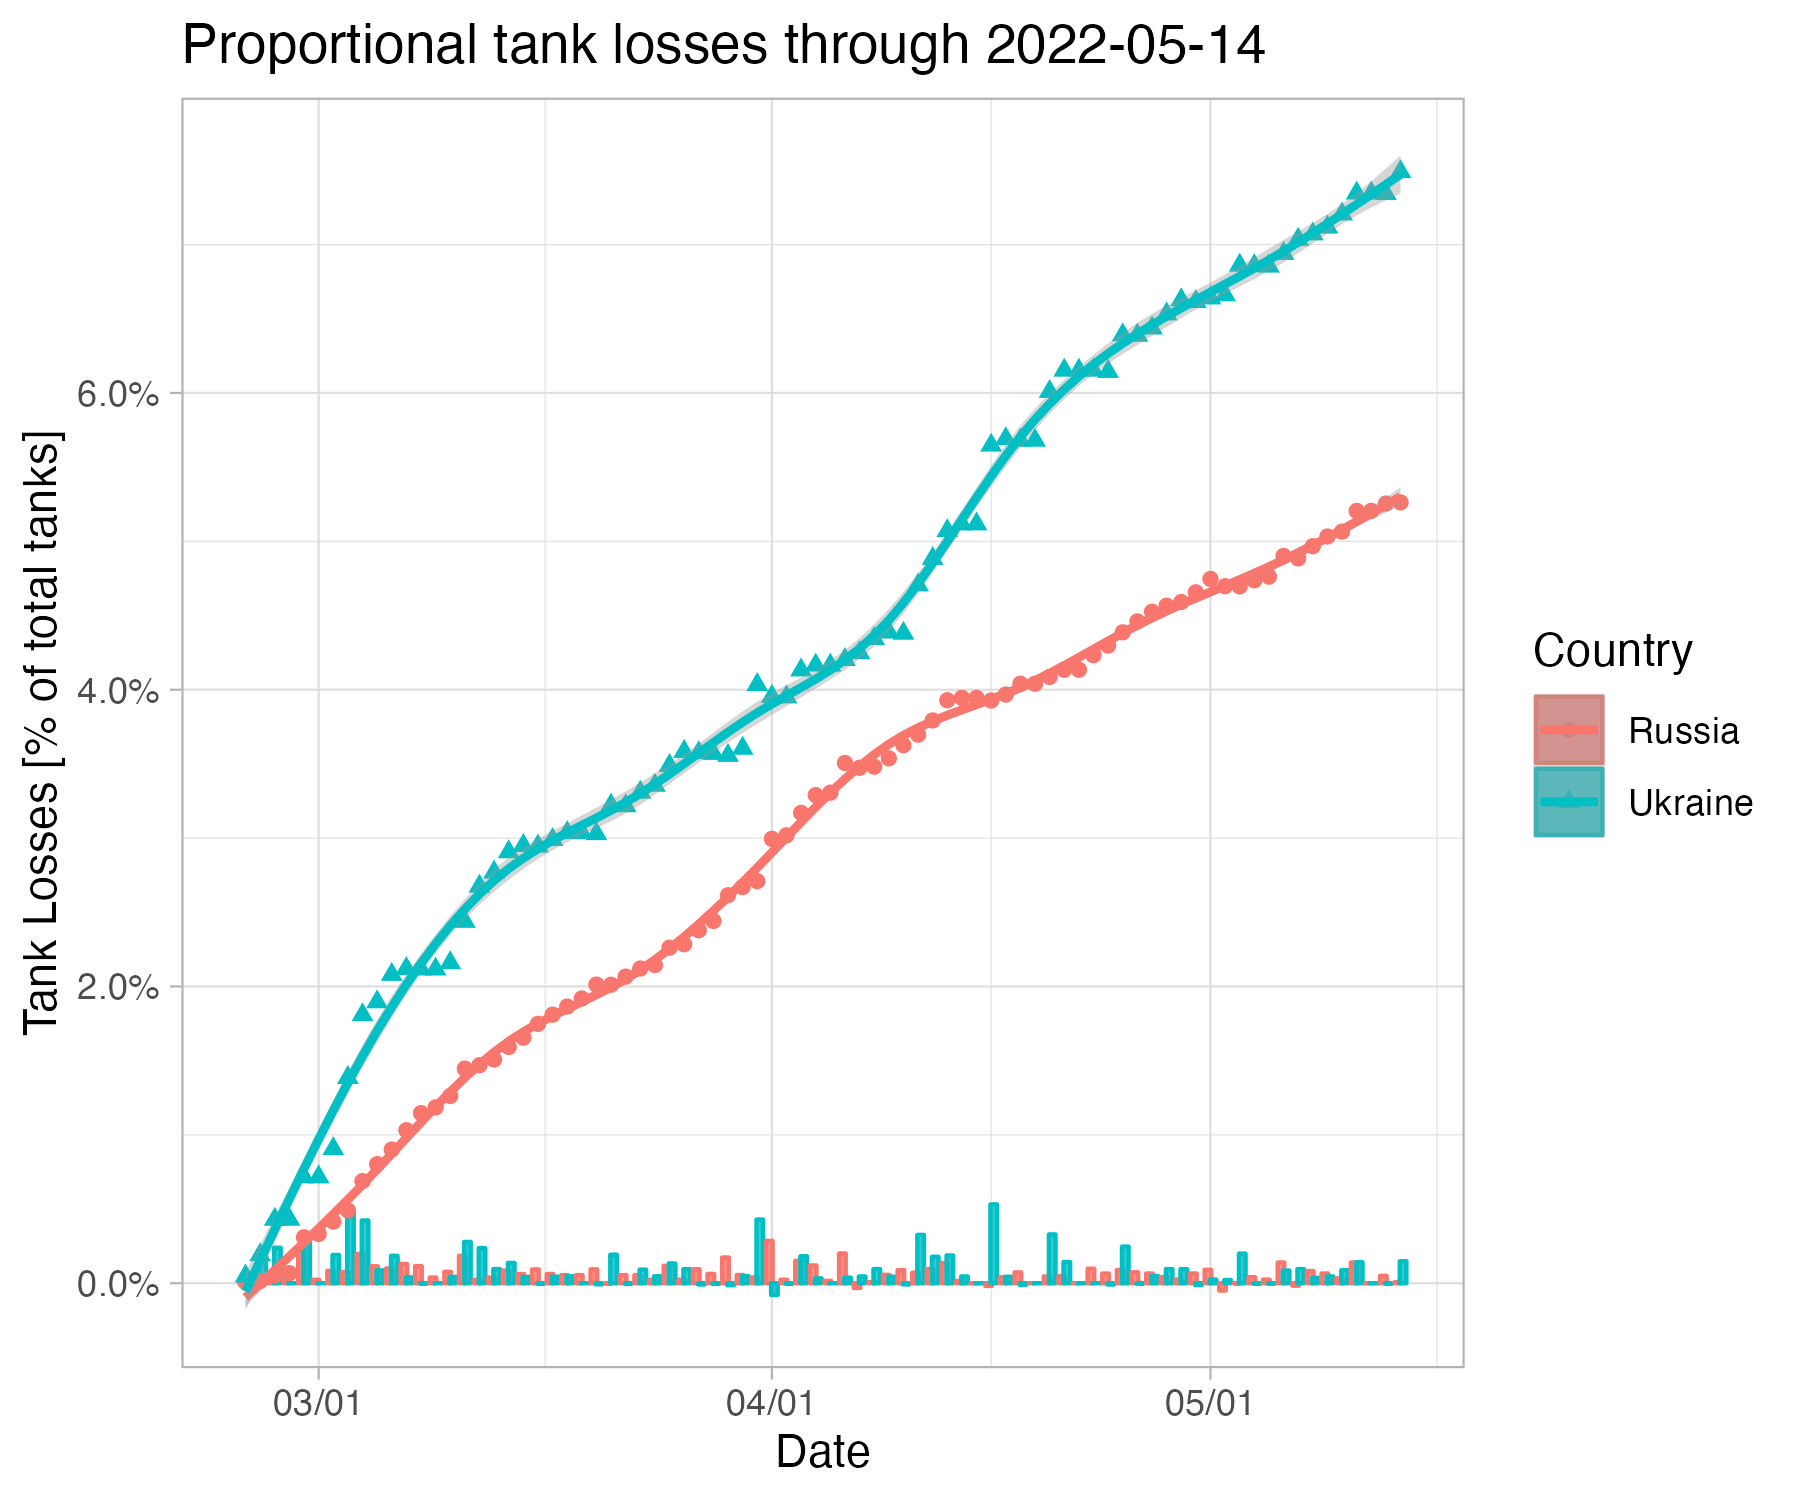 Proportional tank losses through 2022-05-14
Tank Losses [% of total tanks]
6.0%
4.0%
2.0%
0.0%
03/01
04/01
05/01
Date
Country
Russia
Ukraine